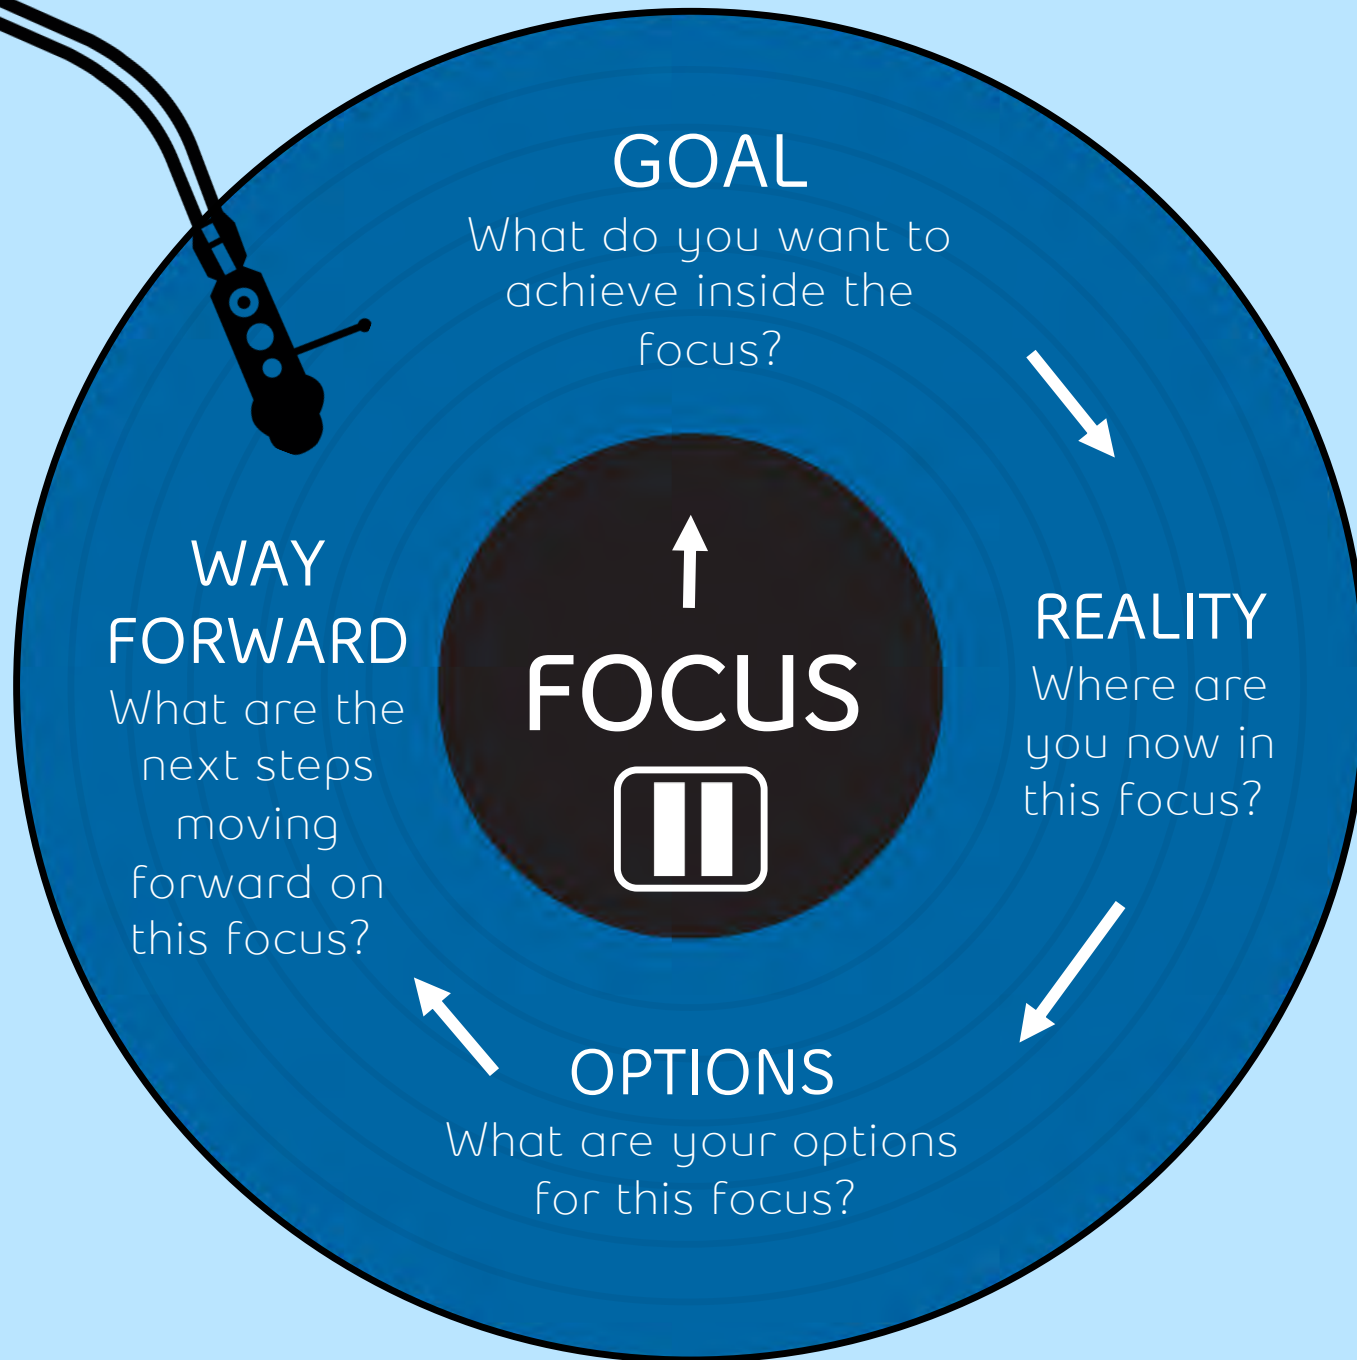 GOAL
What do you want to
achieve inside the
focus?
REALITY
Where are
you now in
this focus?
OPTIONS
What are your options
for this focus?
WAY
FORWARD
What are the
next steps
moving
forward on
this focus?
FOCUS